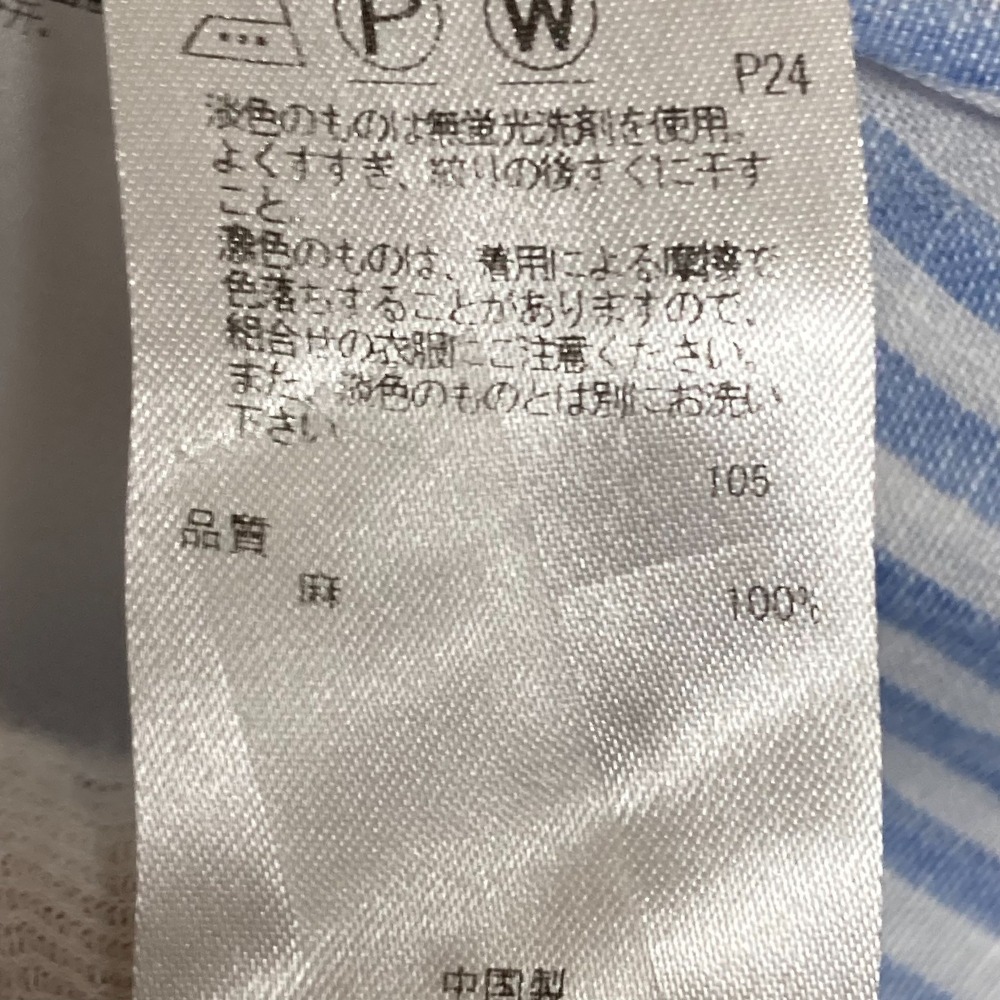 P W
P24
淡色のものは無蛍光洗剤を使用。
よくすすぎ、絞りの後すぐに干す
こと
濃色のものは、着用による摩擦で
色落ちすることがありますので、
組合せの衣服にご注意ください。
また、淡色のものとは別にお洗い
下さい
105
品質
麻 100%
中国製